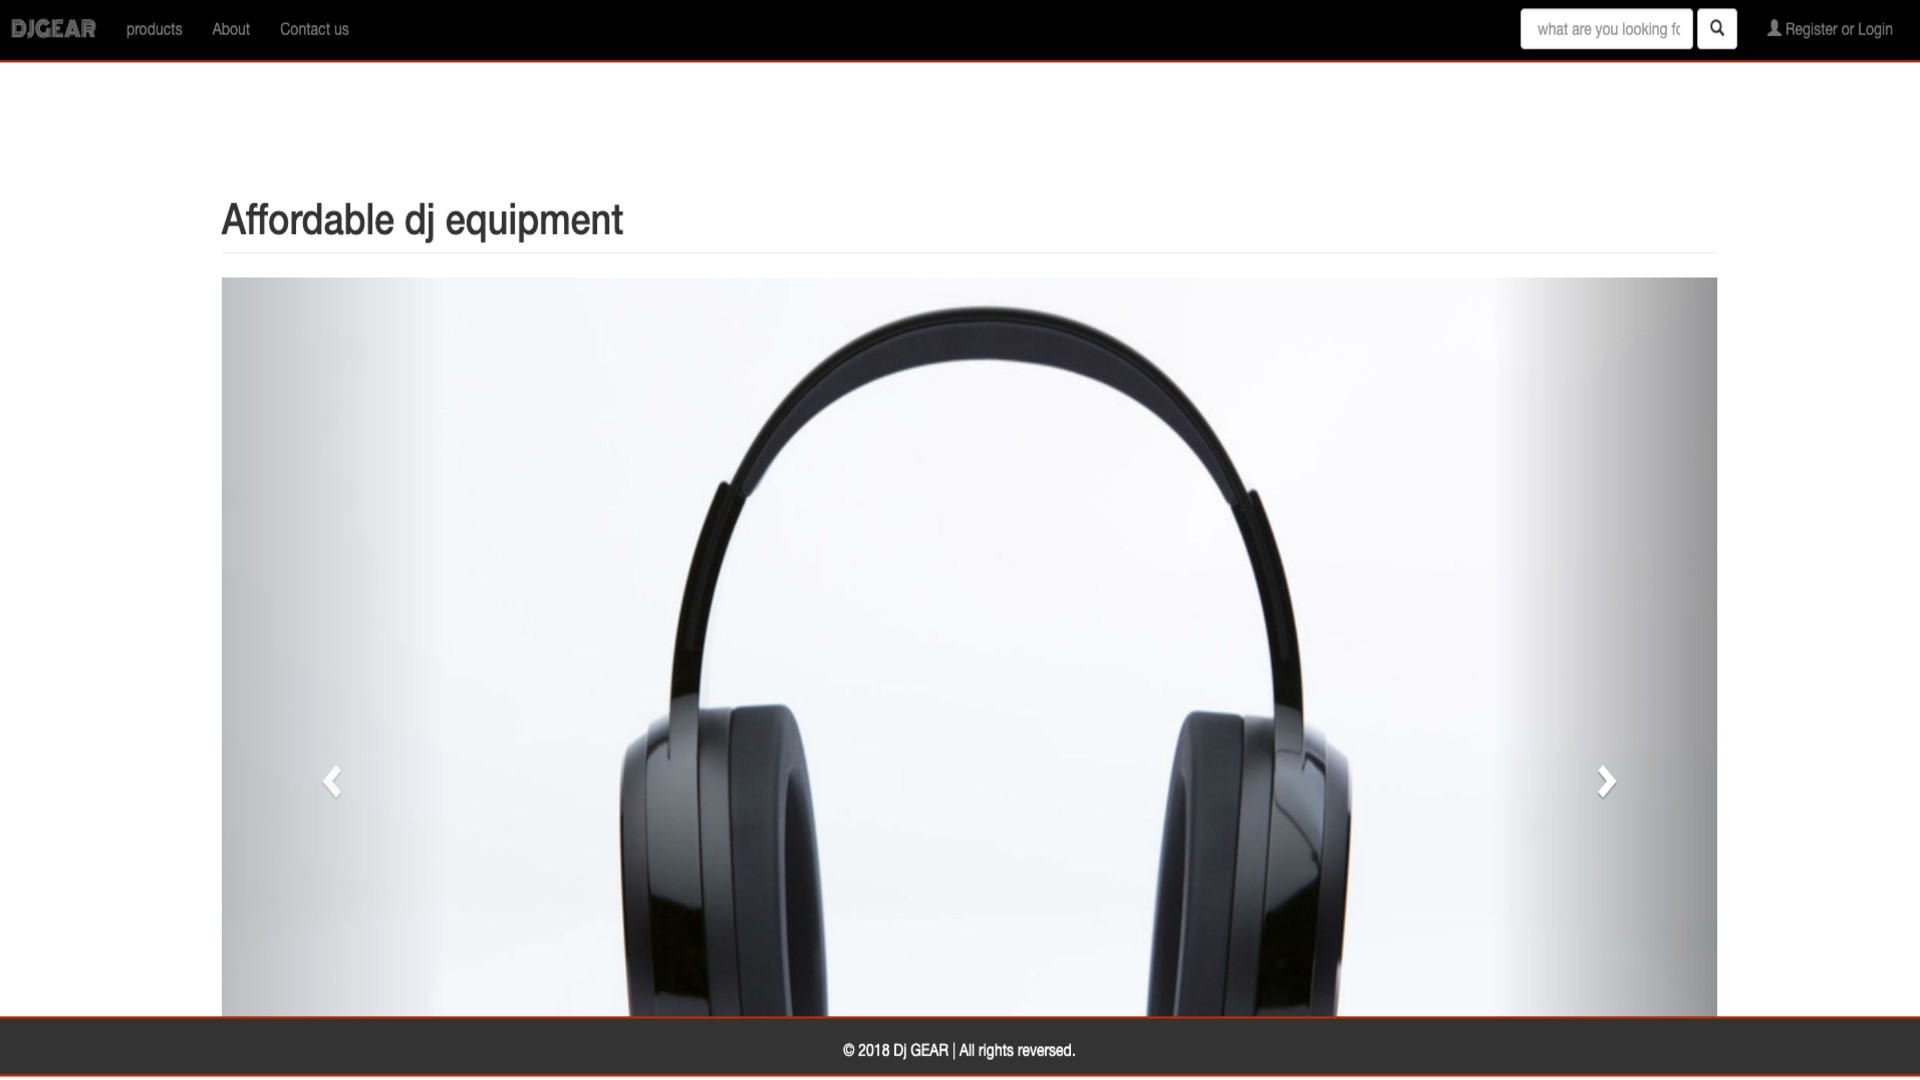 DJGEAR
products
About
Contact us
what are you looking fo
Register or Login
Affordable dj equipment
© 2018 Dj GEAR | All rights reversed.